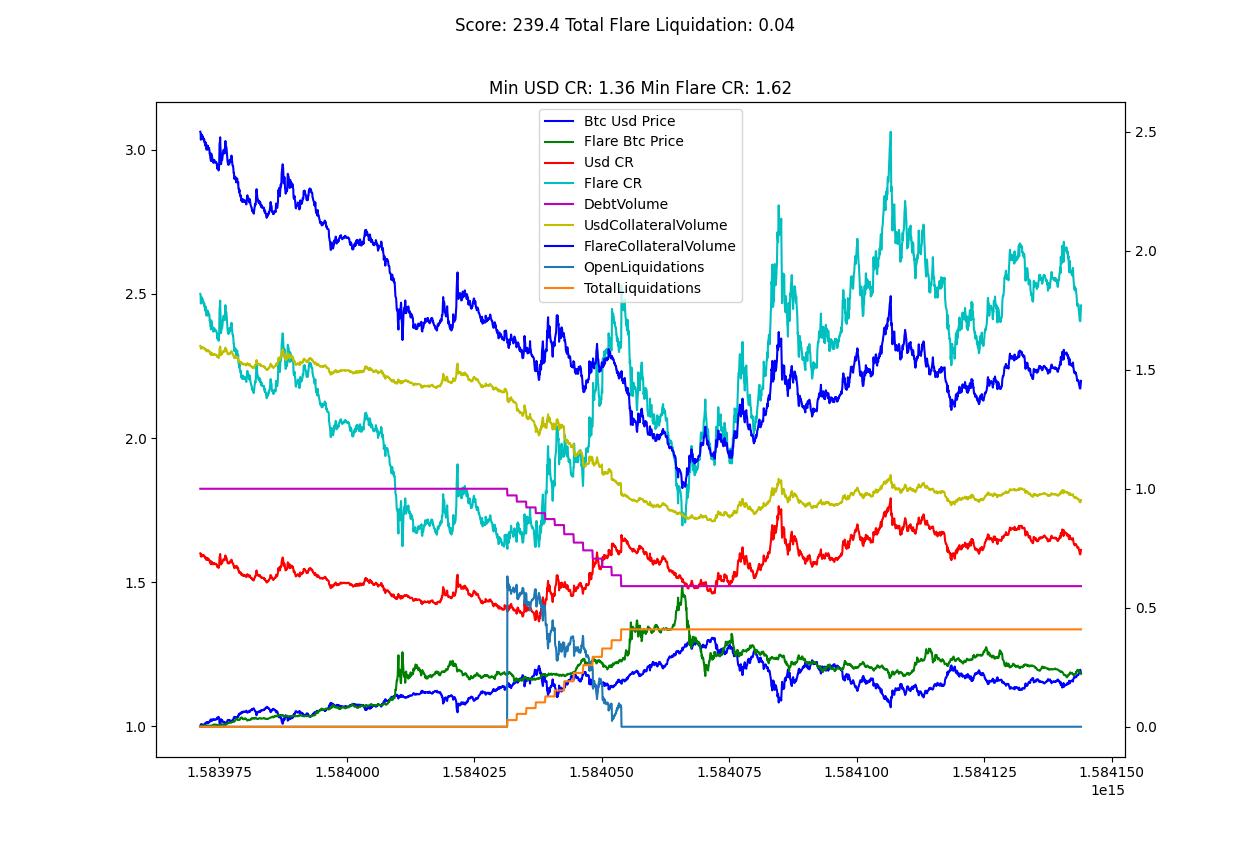 Score: 239.4 Total Flare Liquidation: 0.04
Min USD CR: 1.36 Min Flare CR: 1.62
Btc Usd Price
Flare Btc Price
Usd CR
Flare CR
DebtVolume
UsdCollateralVolume
FlareCollateralVolume
OpenLiquidations
TotalLiquidations
3.0
2.5
2.0
1.5
1.0
2.5
2.0
1.5
1.0
0.5
0.0
1.583975 1.584000 1.584025 1.584050 1.584075 1.584100 1.584125 1.584150
1e15